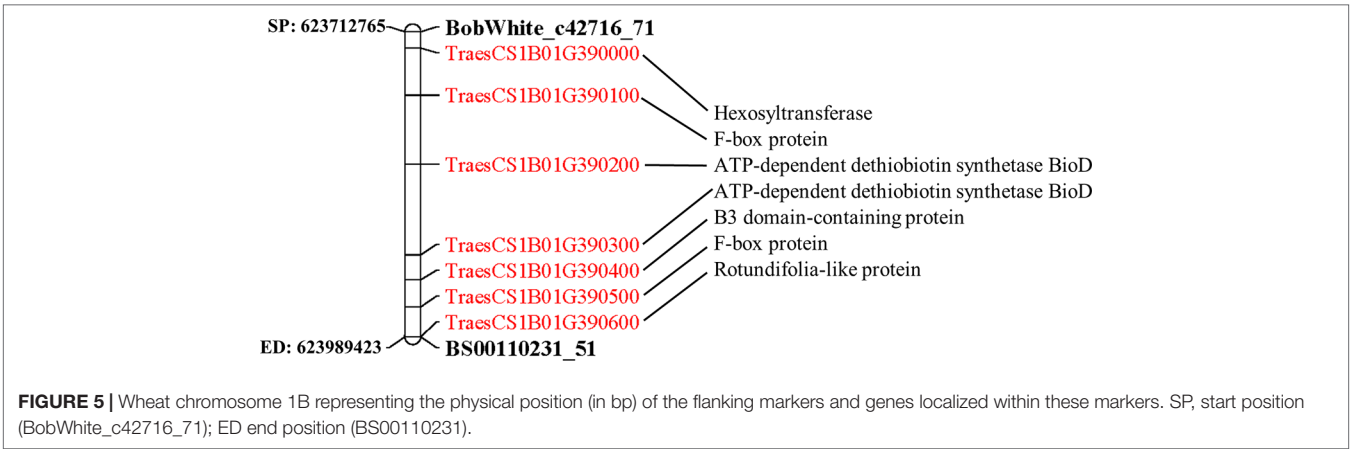 SP: 623712765
BobWhite_c42716_71
TraesCS1B01G390000
TraesCS1B01G390100
Hexosyltransferase
F-box protein
TraesCS1B01G390200
ATP-dependent dethiobiotin synthetase BioD
ATP-dependent dethiobiotin synthetase BioD
B3 domain-containing protein
TraesCS1B01G390300
F-box protein
TraesCS1B01G390400
Rotundifolia-like protein
TraesCS1B01G390500
TraesCS1B01G390600
ED: 623989423
BS00110231_51
FIGURE 5 | Wheat chromosome 1B representing the physical position (in bp) of the flanking markers and genes localized within these markers. SP, start position
(BobWhite_c42716_71); ED end position (BS00110231).